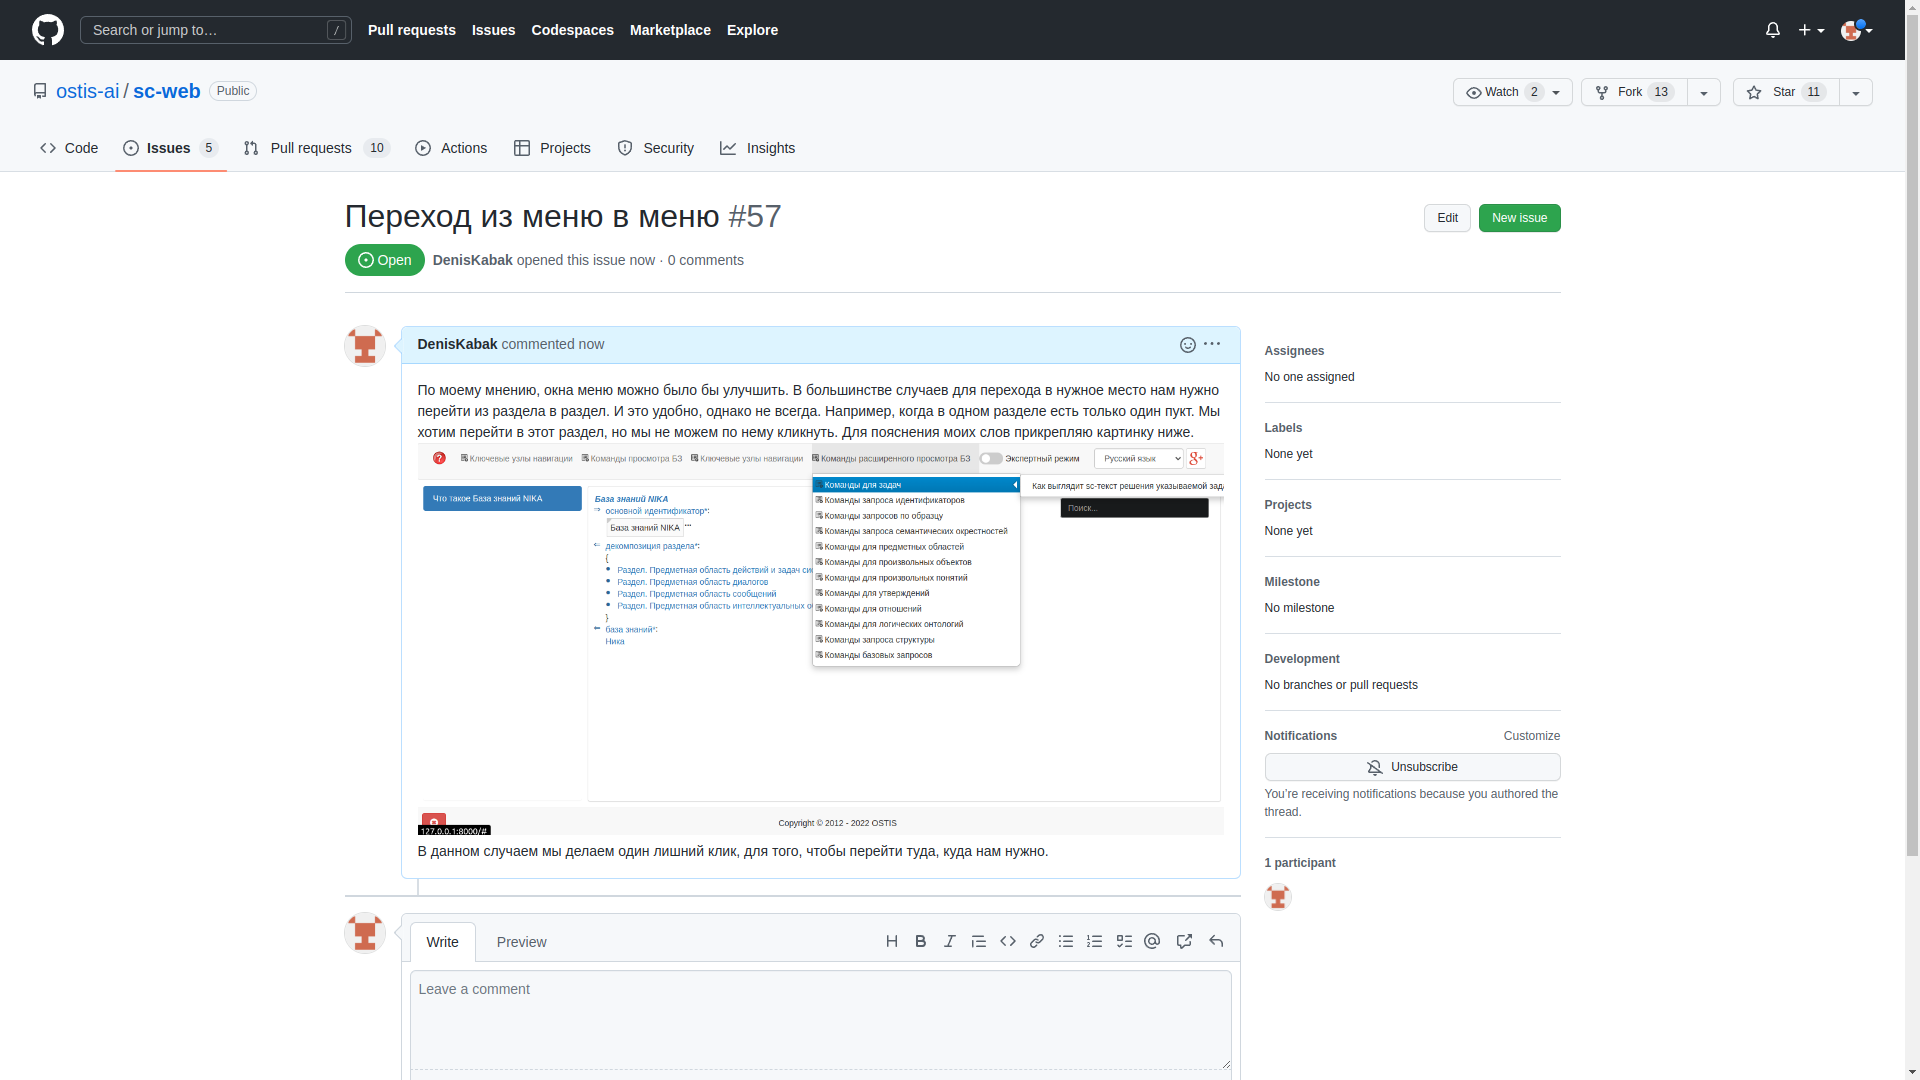 Search or jump to… /
Pull requests Issues Codespaces Marketplace Explore
ostis-ai / sc-web Public
Watch 2 Fork 13 Star 11
Code Issues 5 Pull requests 10 Actions Projects Security Insights
Переход из меню в меню #57
Edit New issue
Open DenisKabak opened this issue now · 0 comments
DenisKabak commented now
По моему мнению, окна меню можно было бы улучшить. В большинстве случаев для перехода в нужное место нам нужно
перейти из раздела в раздел. И это удобно, однако не всегда. Например, когда в одном разделе есть только один пукт. Мы
хотим перейти в этот раздел, но мы не можем по нему кликнуть. Для пояснения моих слов прикрепляю картинку ниже.
? Ключевые узлы навигации Команды просмотра БЗ Ключевые узлы навигации Команды расширенного просмотра БЗ Экспертный режим Русский язык g+
Что такое База знаний NIKA
База знаний NIKA
основной идентификатор*:
База знаний NIKA
декомпозиция раздела*:
{
Раздел. Предметная область действий и задач
Раздел. Предметная область диалогов
Раздел. Предметная область сообщений
Раздел. Предметная область интеллектуальных
}
база знаний*:
Ника
Команды для задач
Команды запроса идентификаторов
Команды запросов по образцу
Команды запроса семантических окрестностей
Команды для предметных областей
Команды для произвольных объектов
Команды для произвольных понятий
Команды для утверждений
Команды для отношений
Команды для логических онтологий
Команды запроса структуры
Команды базовых запросов
Как выглядит sc-текст решения указываемой
Поиск...
127.0.0.1:8000/#
Copyright © 2012 - 2022 OSTIS
В данном случаем мы делаем один лишний клик, для того, чтобы перейти туда, куда нам нужно.
Assignees
No one assigned
Labels
None yet
Projects
None yet
Milestone
No milestone
Development
No branches or pull requests
Notifications Customize
Unsubscribe
You're receiving notifications because you authored the
thread.
1 participant
Write Preview
Leave a comment